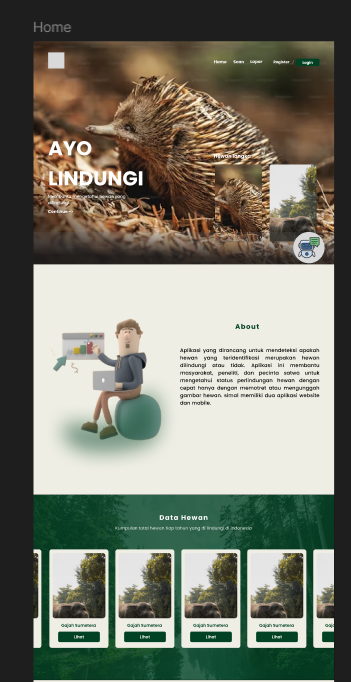 Home
Home Scan Lapor Register / Login
AYO
LINDUNGI
Hewan langka
Continue
About
Aplikasi yang dirancang untuk mendeteksi apakah
hewan yang teridentifikasi merupakan hewan
dilindungi atau tidak. Aplikasi ini membantu
masyarakat, peneliti, dan pecinta satwa untuk
mengetahui status perlindungan hewan dengan
cepat hanya dengan memotret atau mengunggah
gambar hewan. simal memiliki dua aplikasi website
dan mobile.
Data Hewan
Kumpulan total hewan tiap tahun yang di lindungi di indonesia
Gajah Sumatera Gajah Sumatera Gajah Sumatera Gajah Sumatera
Lihat Lihat Lihat Lihat